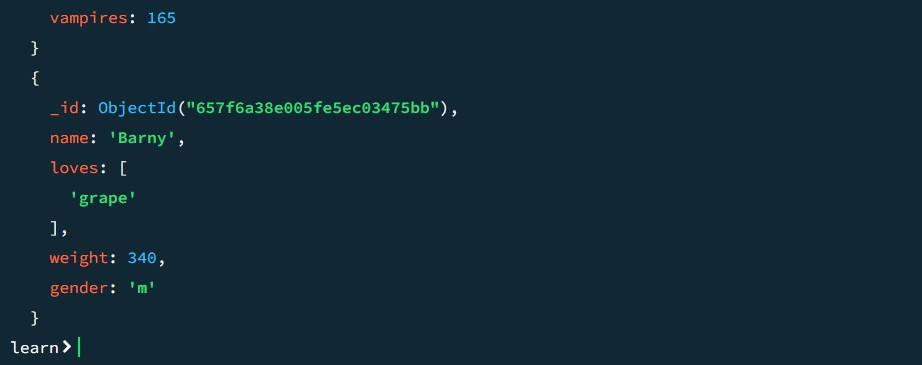 vampires: 165
}
{
_id: ObjectId("657f6a38e005fe5ec03475bb"),
name: 'Barny',
loves: [
'grape'
],
weight: 340,
gender: 'm'
}
learn>